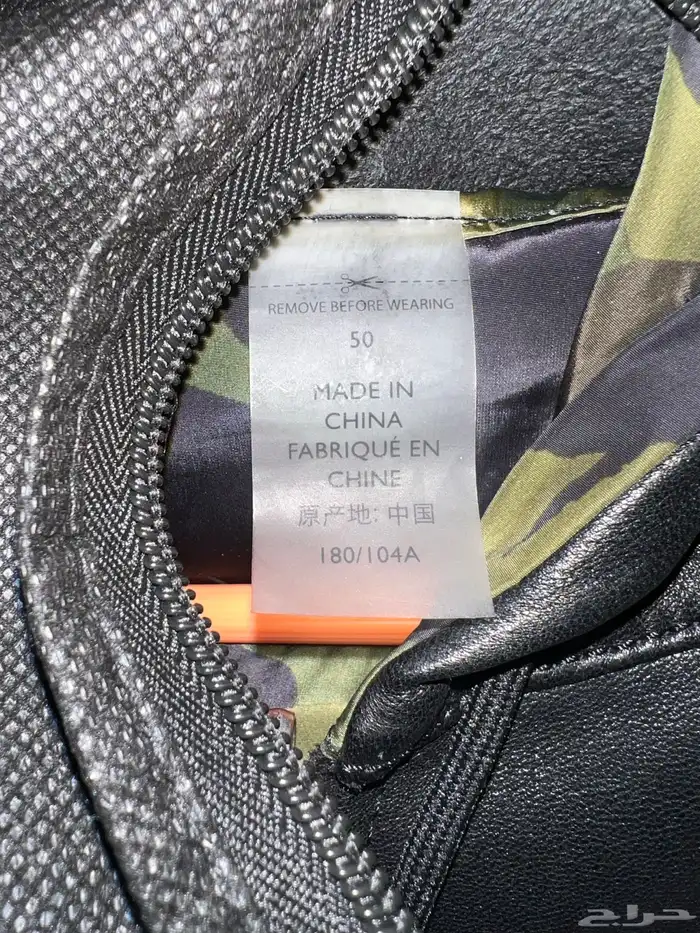 REMOVE BEFORE WEARING
50
MADE IN
CHINA
FABRIQUÉ EN
CHINE
原产地: 中国
180/104A
حراج